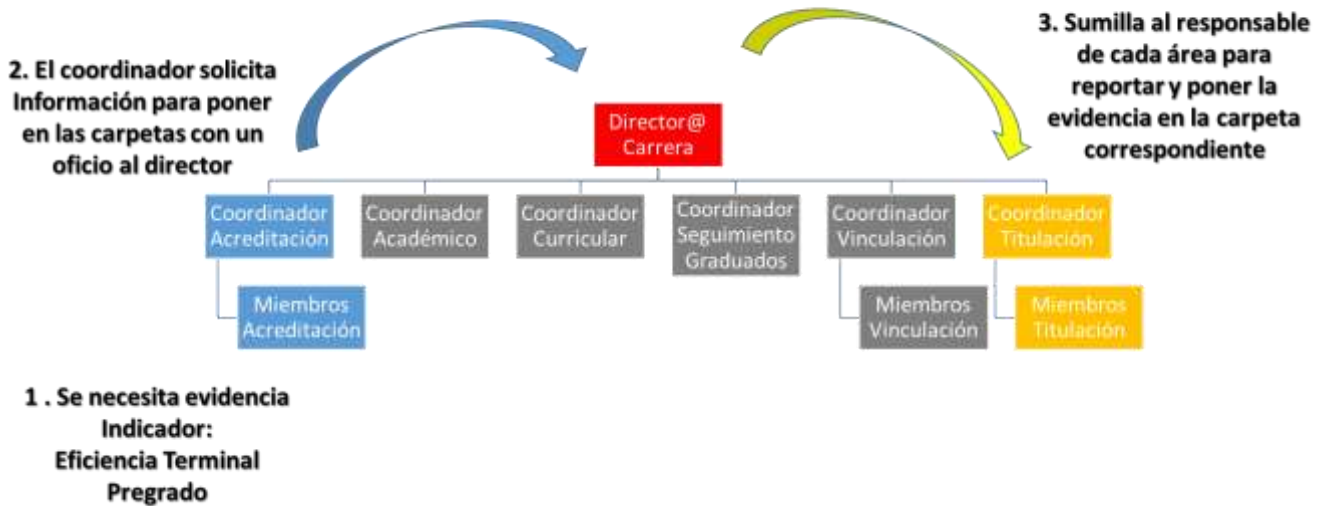 2. El coordinador solicita
Información para poner
en las carpetas con un
oficio al director
3. Sumilla al responsable
de cada área para
reportar y poner la
evidencia en la carpeta
correspondiente
Director@
Carrera
Coordinador
Acreditación
Coordinador
Académico
Coordinador
Curricular
Coordinador
Seguimiento
Graduados
Coordinador
Vinculación
Coordinador
Titulación
Miembros
Acreditación
Miembros
Vinculación
Miembros
Titulación
1 . Se necesita evidencia
Indicador:
Eficiencia Terminal
Pregrado